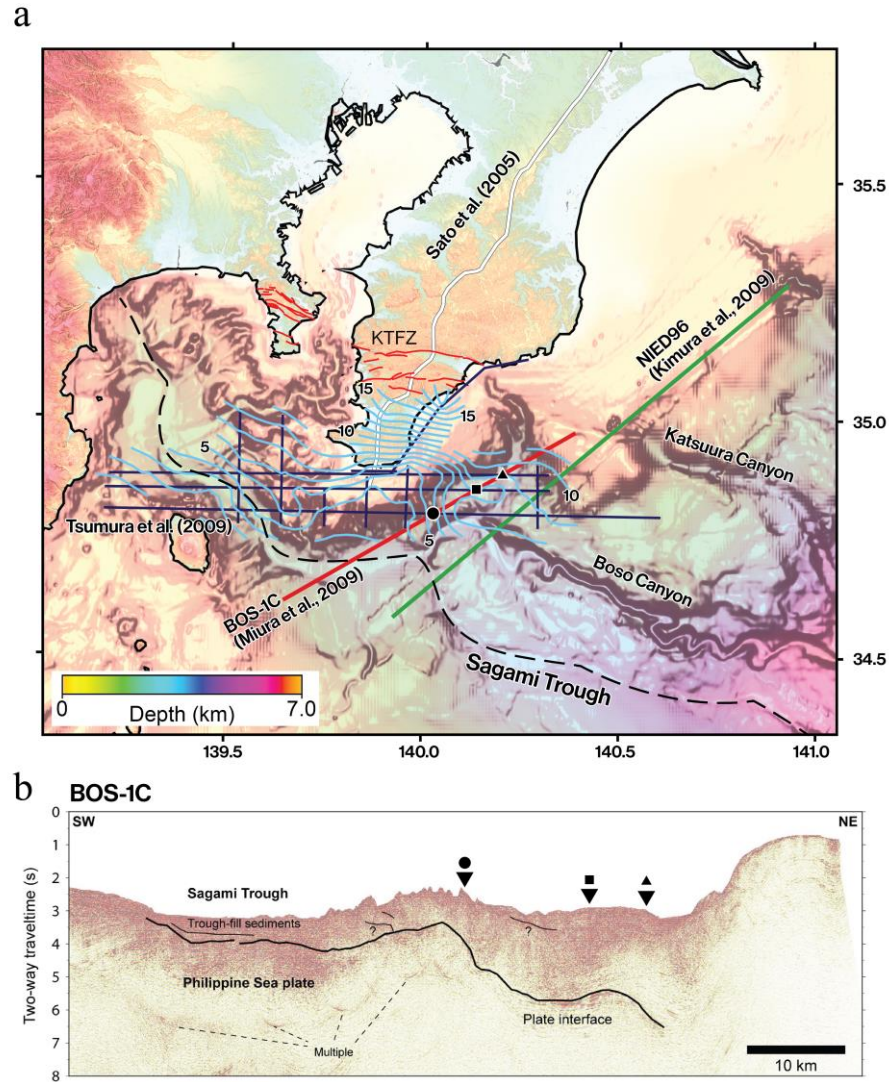 a
35.5
35.0
34.5
139.5
140.0
140.5
141.0
Sato et al. (2005)
KTFZ
15
15
10
5
10
5
NIED96
(Kimura et al., 2009)
Katsuura Canyon
Boso Canyon
Tsumura et al. (2009)
BOS-1C
(Miura et al., 2009)
Sagami Trough
0
7.0
Depth (km)
b
BOS-1C
SW
NE
Two-way traveltime (s)
0
1
2
3
4
5
6
7
8
Sagami Trough
Trough-fill sediments
?
?
Philippine Sea plate
Plate interface
Multiple
10 km